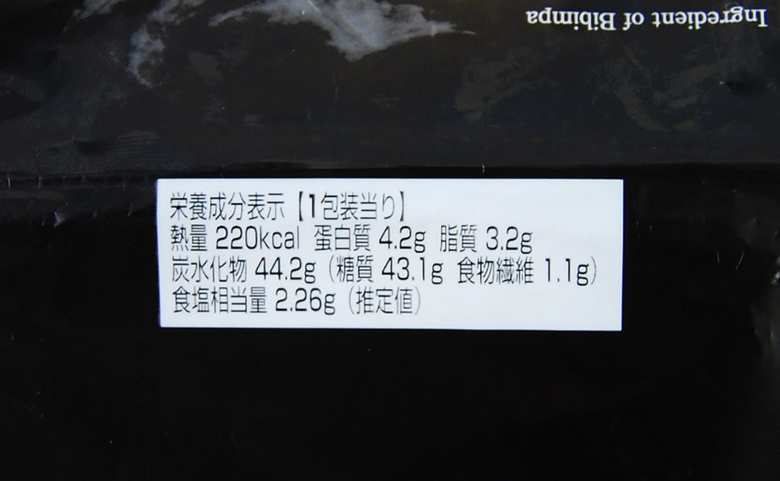 Ingredient of Bibimpa
栄養成分表示【1包装当り】
熱量 220kcal 蛋白質 4.2g 脂質 3.2g
炭水化物 44.2g（糖質 43.1g 食物繊維 1.1g）
食塩相当量 2.26g（推定値）